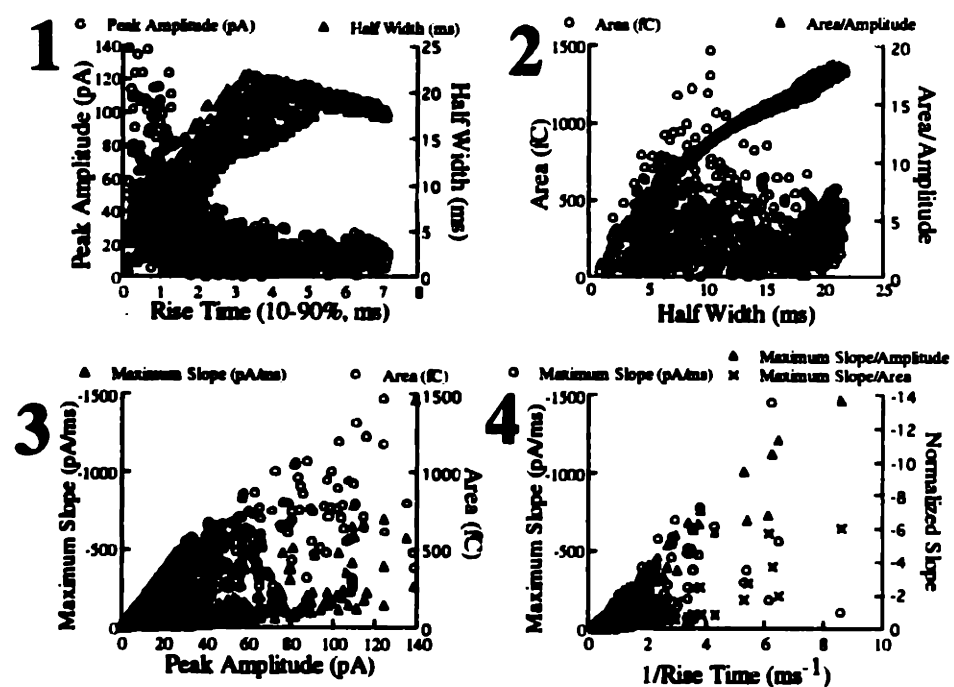 1
o Peak Amplitude (pA) ▲ Half Width (ms)
140
120
100
80
60
40
20
0
Peak Amplitude (pA)
25
20
15
10
5
0
Half Width (ms)
0 1 2 3 4 5 6 7 8
Rise Time (10-90%, ms)
2
o Area (fC) ▲ Area/Amplitude
1500
1000
500
0
Area (fC)
20
15
10
5
0
Area/Amplitude
0 5 10 15 20 25
Half Width (ms)
3
▲ Maximum Slope (pA/ms) o Area (fC)
-1500
-1000
-500
0
Maximum Slope (pA/ms)
1500
1000
500
0
Area (fC)
0 20 40 60 80 100 120 140
Peak Amplitude (pA)
4
▲ Maximum Slope/Amplitude
o Maximum Slope (pA/ms) × Maximum Slope/Area
-1500
-1000
-500
0
Maximum Slope (pA/ms)
-14
-12
-10
-8
-6
-4
-2
0
Normalized Slope
2 4 6 8 10
1/Rise Time (ms⁻¹)